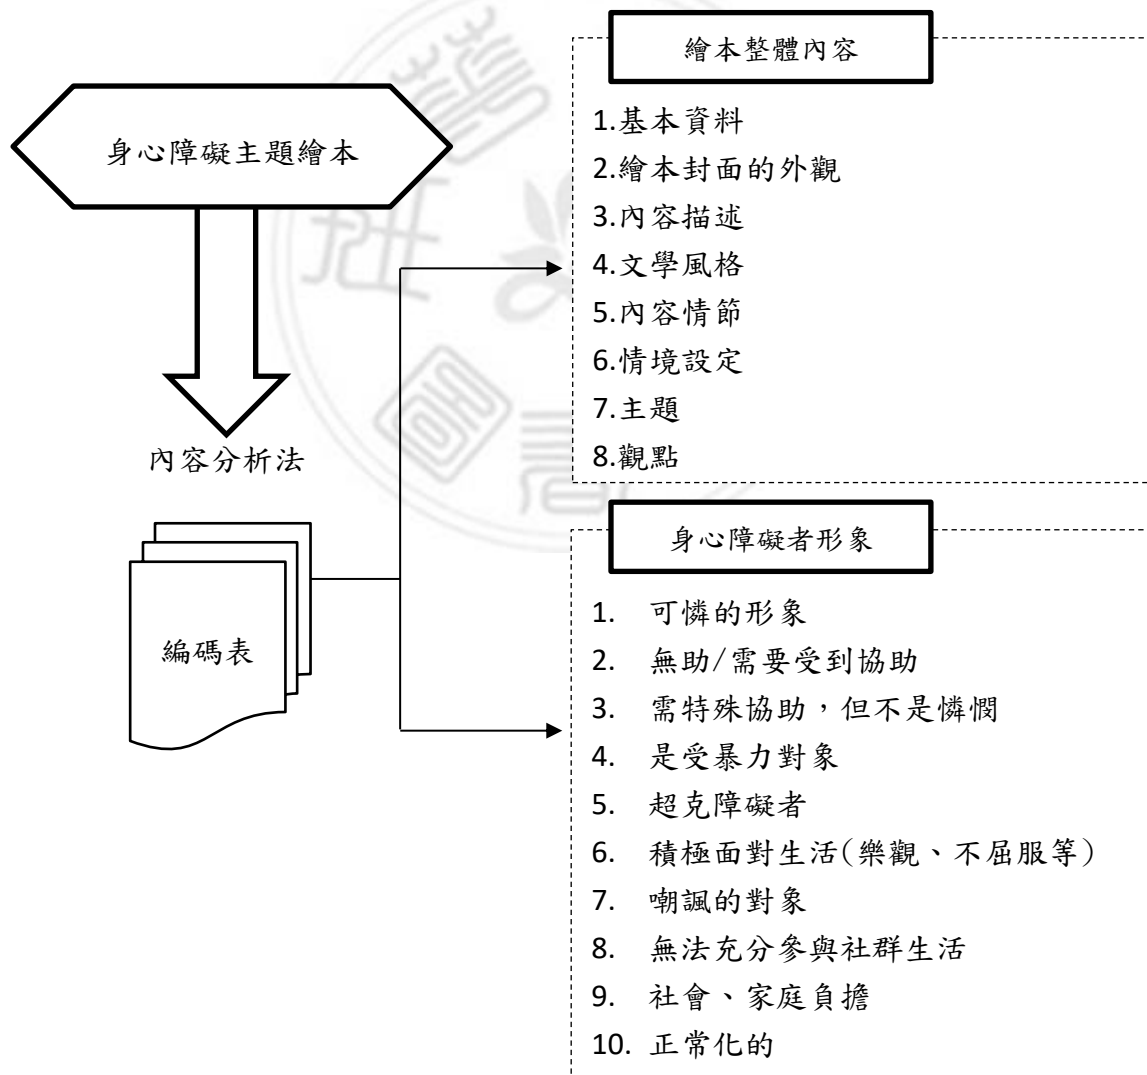 身心障礙主題繪本
內容分析法
編碼表
繪本整體內容
1.基本資料
2.繪本封面的外觀
3.內容描述
4.文學風格
5.內容情節
6.情境設定
7.主題
8.觀點
身心障礙者形象
1. 可憐的形象
2. 無助/需要受到協助
3. 需特殊協助，但不是憐憫
4. 是受暴力對象
5. 超克障礙者
6. 積極面對生活(樂觀、不屈服等)
7. 嘲諷的對象
8. 無法充分參與社群生活
9. 社會、家庭負擔
10. 正常化的